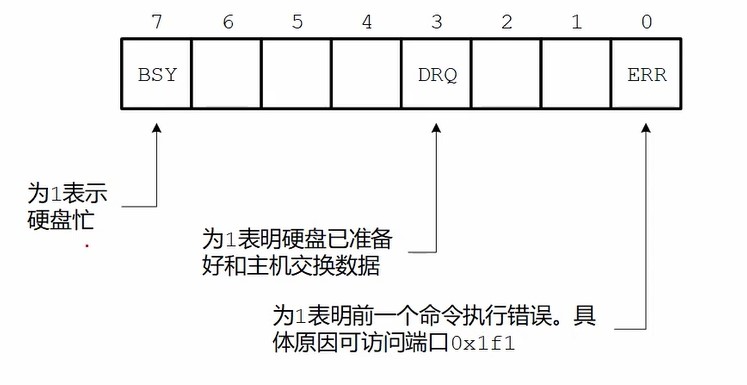 7 6 5 4 3 2 1 0
BSY DRQ ERR
为1表示
硬盘忙
为1表明硬盘已准备
好和主机交换数据
为1表明前一个命令执行错误。具
体原因可访问端口0x1f1